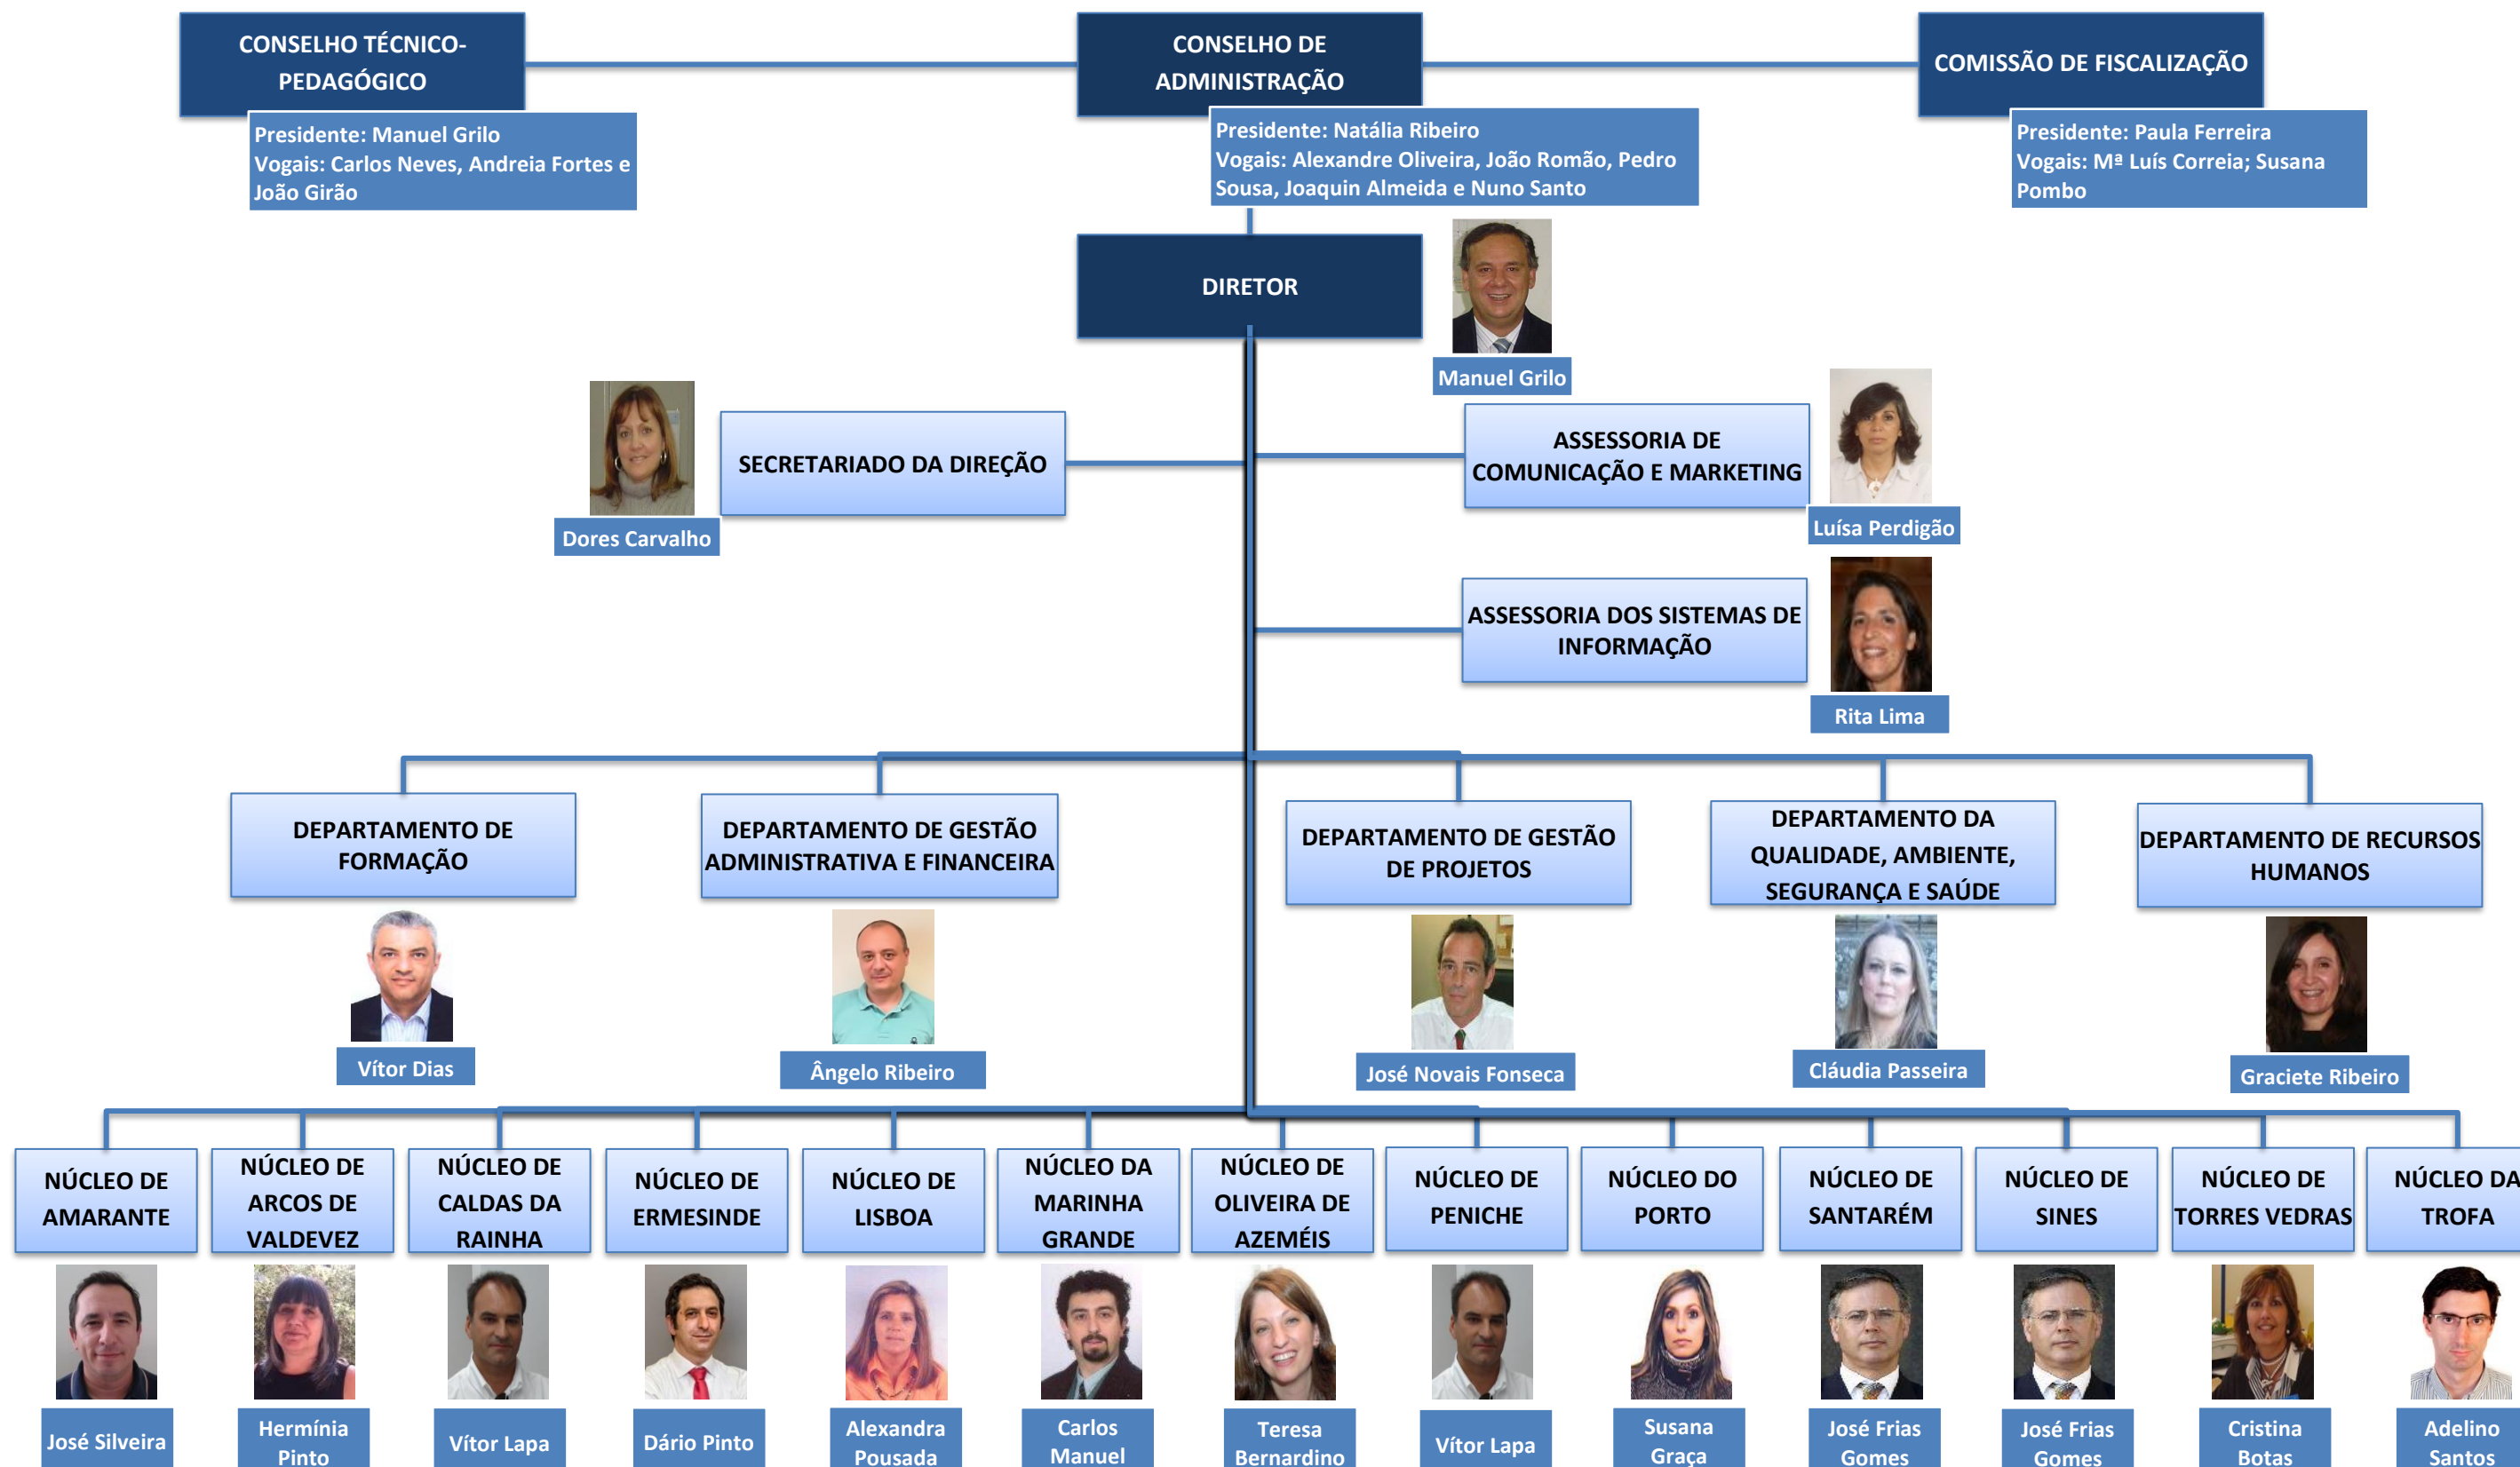 CONSELHO TÉCNICO-
PEDAGÓGICO
CONSELHO DE
ADMINISTRAÇÃO
COMISSÃO DE FISCALIZAÇÃO
Presidente: Manuel Grilo
Vogais: Carlos Neves, Andreia Fortes e
João Girão
Presidente: Natália Ribeiro
Vogais: Alexandre Oliveira, João Romão, Pedro
Sousa, Joaquin Almeida e Nuno Santo
Presidente: Paula Ferreira
Vogais: Mª Luís Correia; Susana
Pombo
DIRETOR
Manuel Grilo
SECRETARIADO DA DIREÇÃO
Dores Carvalho
ASSESSORIA DE
COMUNICAÇÃO E MARKETING
Luísa Perdigão
ASSESSORIA DOS SISTEMAS DE
INFORMAÇÃO
Rita Lima
DEPARTAMENTO DE
FORMAÇÃO
DEPARTAMENTO DE GESTÃO
ADMINISTRATIVA E FINANCEIRA
DEPARTAMENTO DE GESTÃO
DE PROJETOS
DEPARTAMENTO DA
QUALIDADE, AMBIENTE,
SEGURANÇA E SAÚDE
DEPARTAMENTO DE RECURSOS
HUMANOS
Vítor Dias
Ângelo Ribeiro
José Novais Fonseca
Cláudia Passeira
Graciete Ribeiro
NÚCLEO DE
AMARANTE
NÚCLEO DE
ARCOS DE
VALDEVEZ
NÚCLEO DE
CALDAS DA
RAINHA
NÚCLEO DE
ERMESINDE
NÚCLEO DE
LISBOA
NÚCLEO DA
MARINHA
GRANDE
NÚCLEO DE
OLIVEIRA DE
AZEMÉIS
NÚCLEO DE
PENICHE
NÚCLEO DO
PORTO
NÚCLEO DE
SANTARÉM
NÚCLEO DE
SINES
NÚCLEO DE
TORRES VEDRAS
NÚCLEO DA
TROFA
José Silveira
Hermínia
Pinto
Vítor Lapa
Dário Pinto
Alexandra
Pousada
Carlos
Manuel
Teresa
Bernardino
Vítor Lapa
Susana
Graça
José Frias
Gomes
José Frias
Gomes
Cristina
Botas
Adelino
Santos